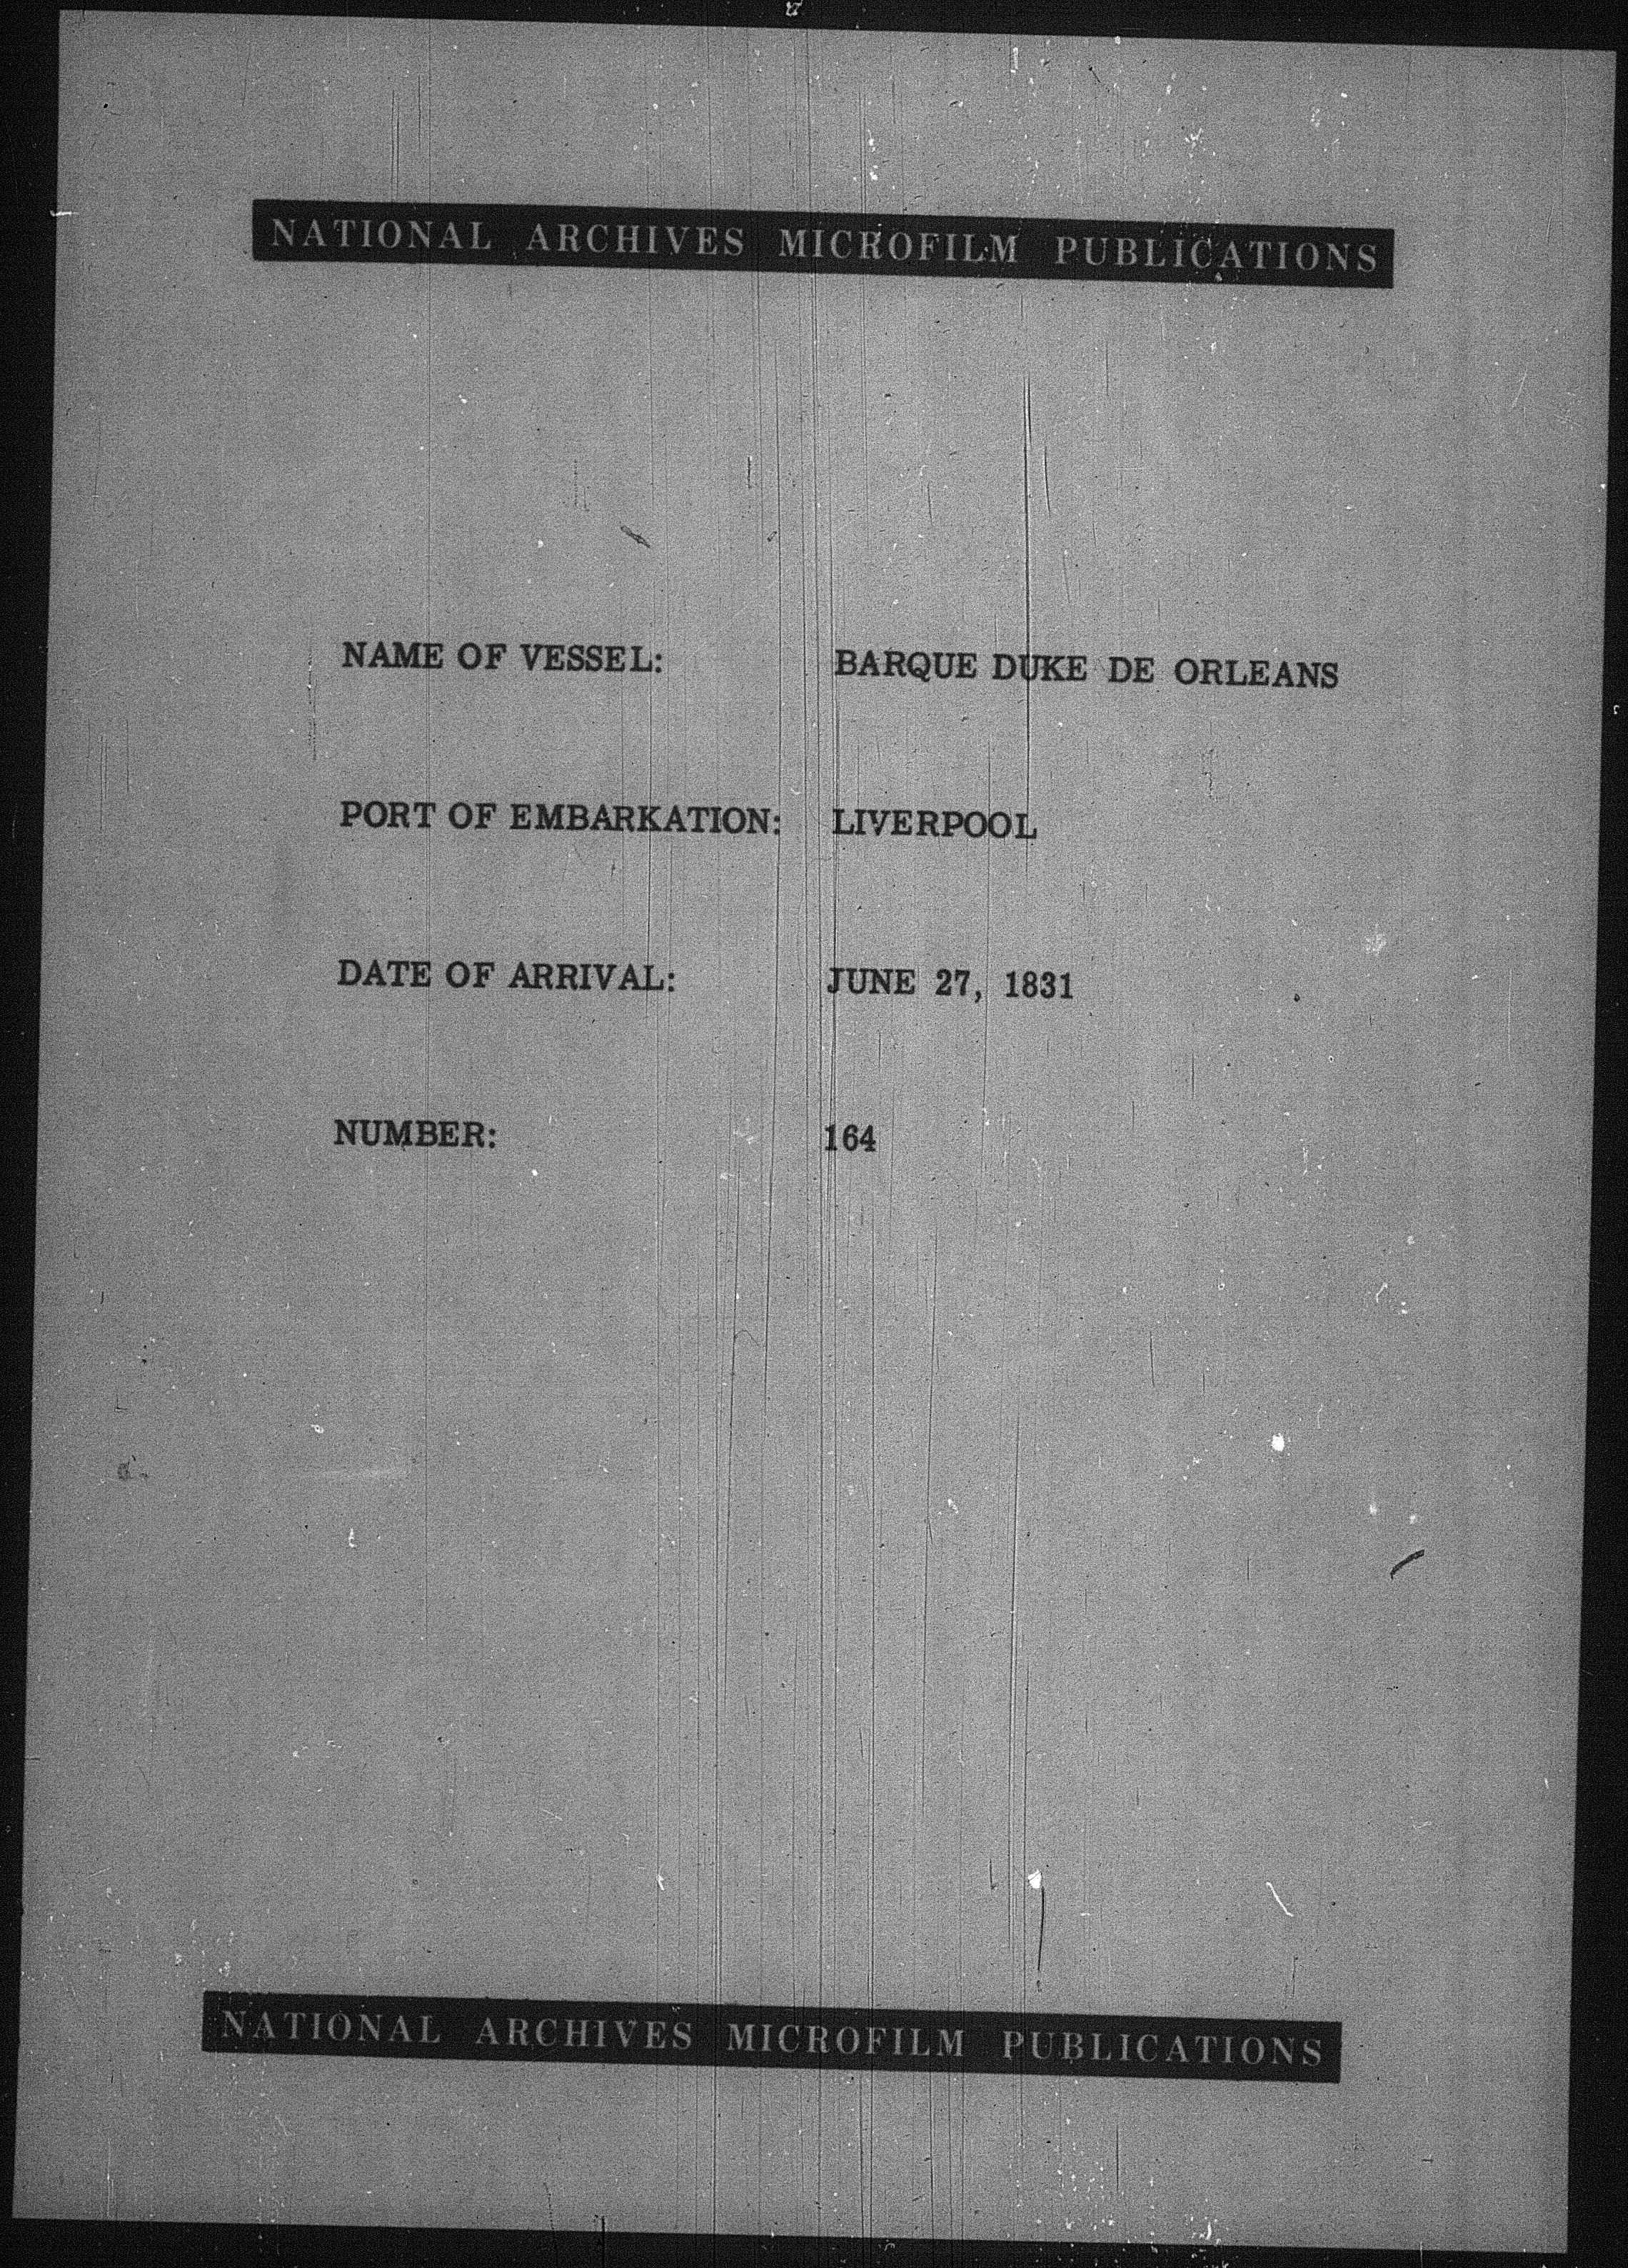 NATIONAL ARCHIVES MICROFILM PUBLICATIONS
NAME OF VESSEL: BARQUE DUKE DE ORLEANS
PORT OF EMBARKATION: LIVERPOOL
DATE OF ARRIVAL: JUNE 27, 1831
NUMBER: 164
NATIONAL ARCHIVES MICROFILM PUBLICATIONS